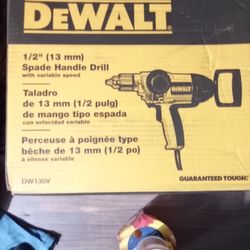 DEWALT
1/2" (13 mm)
Spade Handle Drill
with variable speed
Taladro
de 13 mm (1/2 pulg)
de mango tipo espada
con velocidad variable
Perceuse à poignée type
bêche de 13 mm (1/2 po)
à vitesse variable
DW130V
GUARANTEED TOUGH.
DEWALT